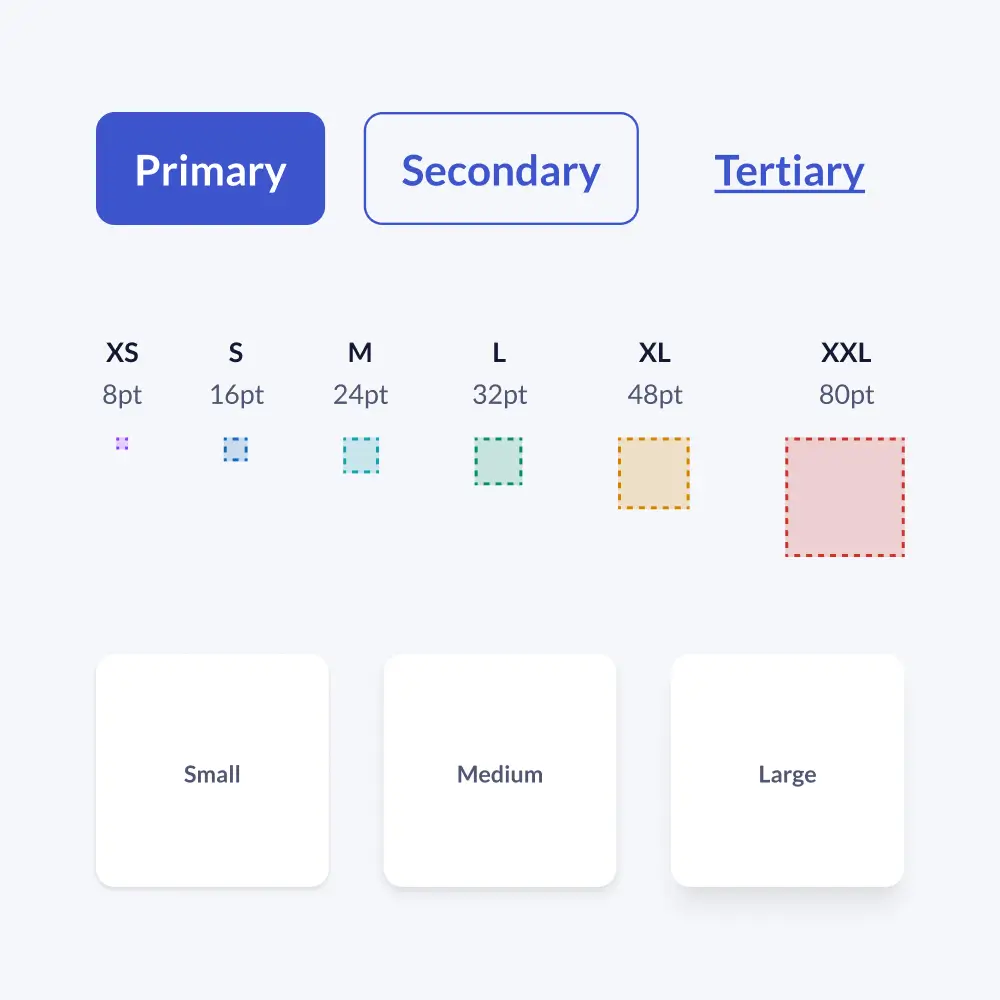 Primary
Secondary
Tertiary
XS
S
M
L
XL
XXL
8pt
16pt
24pt
32pt
48pt
80pt
Small
Medium
Large